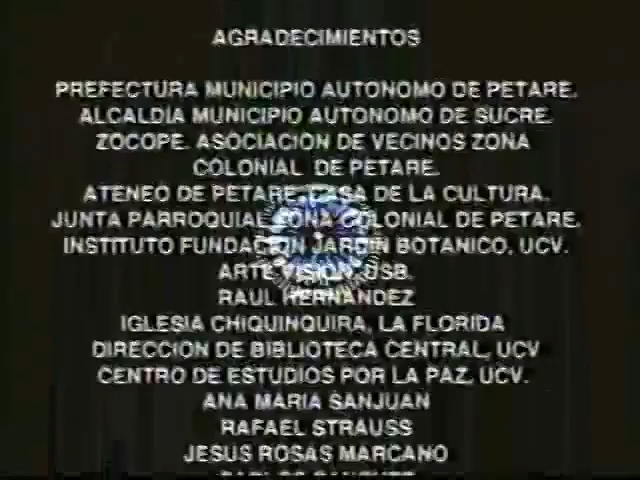 AGRADECIMIENTOS
PREFECTURA MUNICIPIO AUTONOMO DE PETARE.
ALCALDIA MUNICIPIO AUTONOMO DE SUCRE.
ZOCOPE. ASOCIACION DE VECINOS ZONA
COLONIAL DE PETARE.
ATENEO DE PETARE. CASA DE LA CULTURA.
JUNTA PARROQUIAL ZONA COLONIAL DE PETARE.
INSTITUTO FUNDACION JARDIN BOTANICO, UCV.
ARTE VISION, USB.
RAUL HERNANDEZ
IGLESIA CHIQUINQUIRA, LA FLORIDA
DIRECCION DE BIBLIOTECA CENTRAL, UCV
CENTRO DE ESTUDIOS POR LA PAZ, UCV.
ANA MARIA SANJUAN
RAFAEL STRAUSS
JESUS ROSAS MARCANO